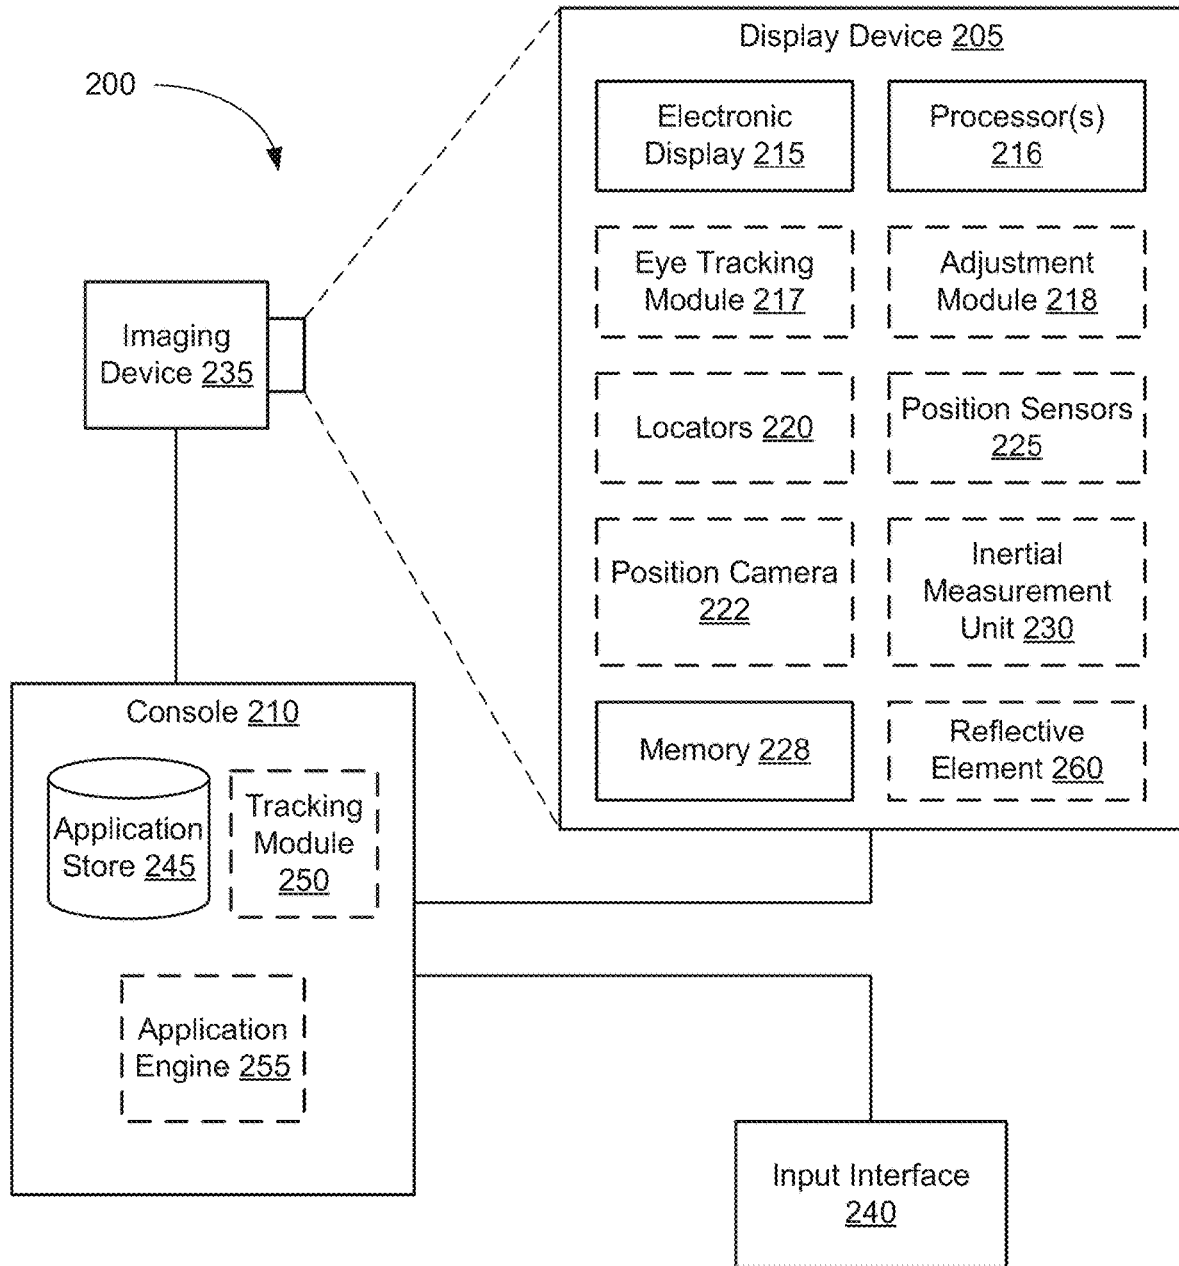 200
Display Device 205
Electronic
Display 215
Processor(s)
216
Eye Tracking
Module 217
Adjustment
Module 218
Imaging
Device 235
Locators 220
Position Sensors
225
Position Camera
222
Inertial
Measurement
Unit 230
Memory 228
Reflective
Element 260
Console 210
Application
Store 245
Tracking
Module
250
Application
Engine 255
Input Interface
240